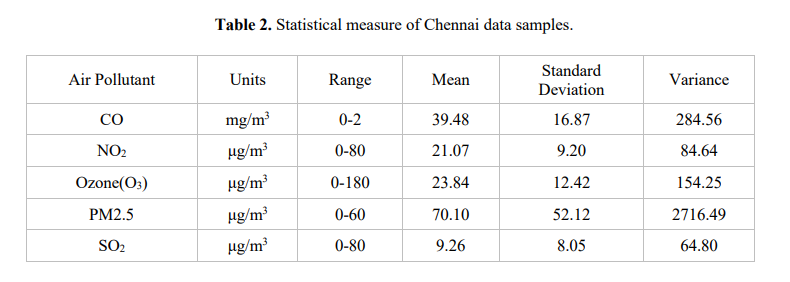 Table 2. Statistical measure of Chennai data samples.
Air Pollutant Units Range Mean Standard Deviation Variance
CO mg/m³ 0-2 39.48 16.87 284.56
NO₂ µg/m³ 0-80 21.07 9.20 84.64
Ozone(O₃) µg/m³ 0-180 23.84 12.42 154.25
PM2.5 µg/m³ 0-60 70.10 52.12 2716.49
SO₂ µg/m³ 0-80 9.26 8.05 64.80